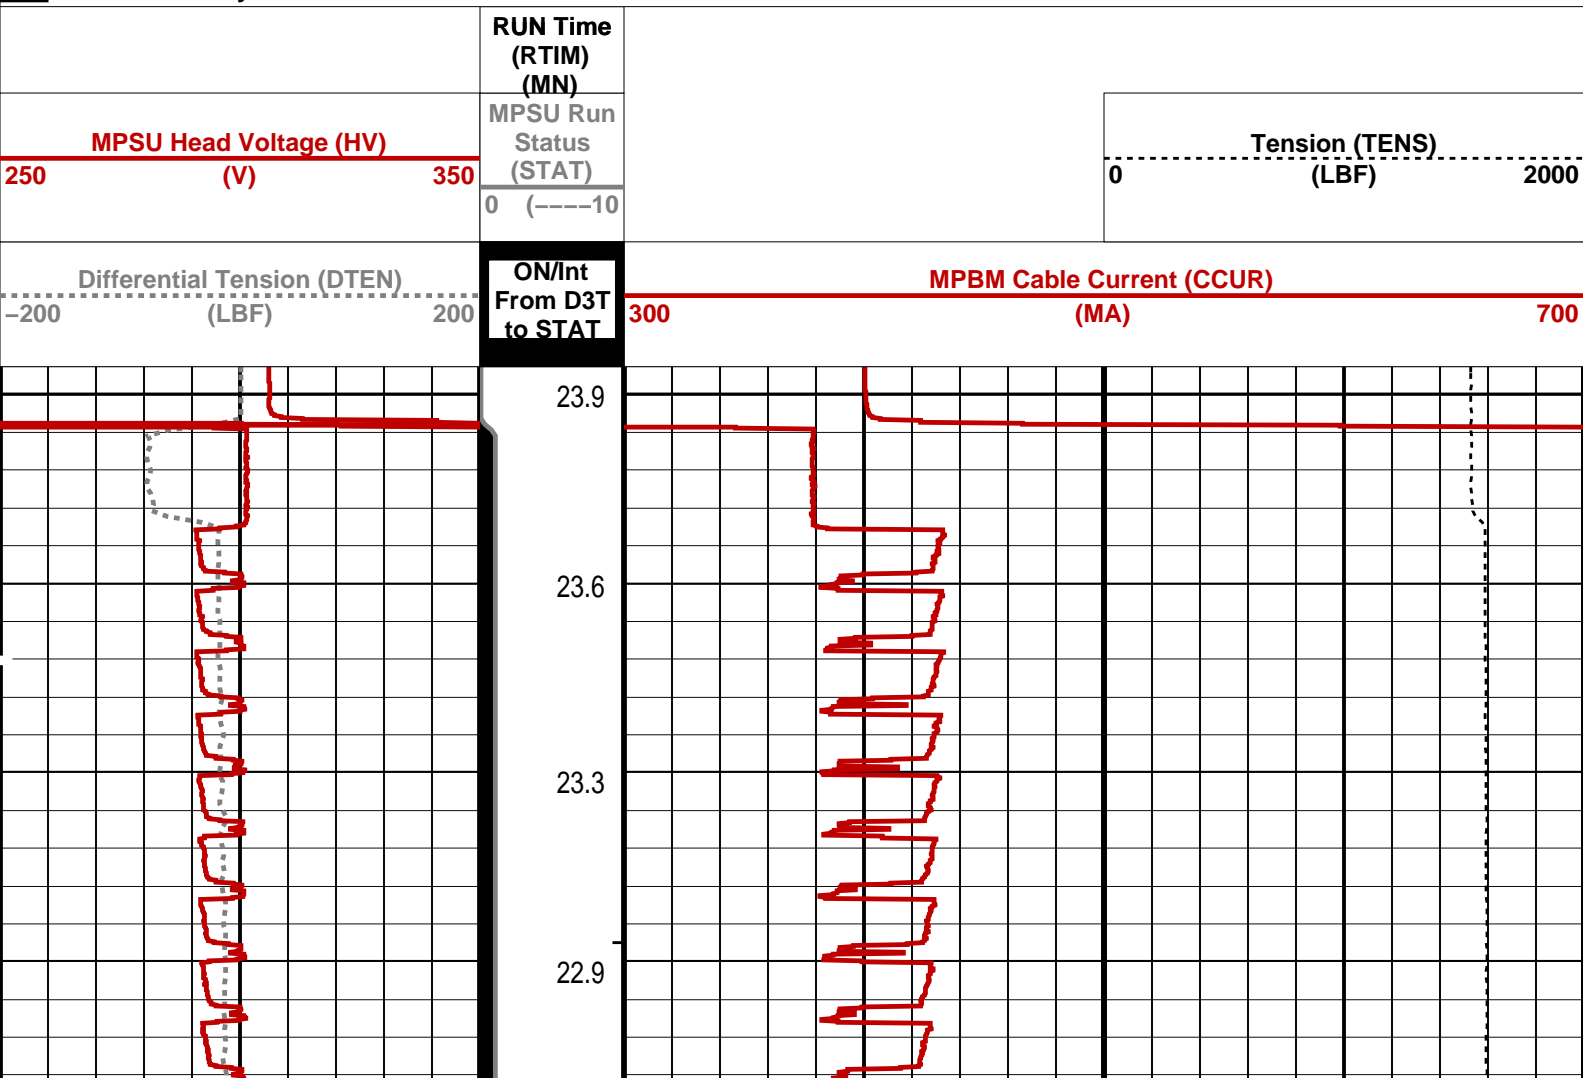 RUN Time
(RTIM)
(MN)
MPSU Head Voltage (HV)
250 (V) 350
MPSU Run
Status
(STAT)
0 (----10
Tension (TENS)
0 (LBF) 2000
Differential Tension (DTEN)
-200 (LBF) 200
ON/Int
From D3T
to STAT
MPBM Cable Current (CCUR)
300 (MA) 700
23.9
23.6
23.3
22.9